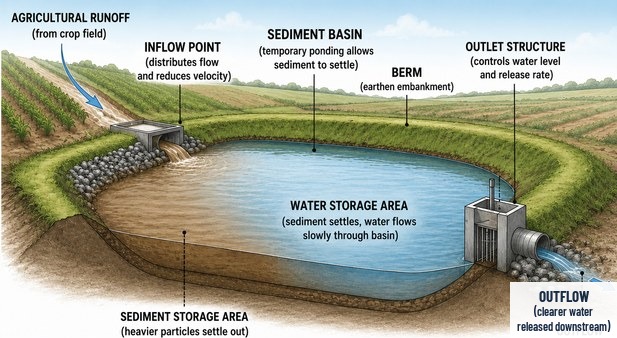 AGRICULTURAL RUNOFF
(from crop field)
INFLOW POINT
(distributes flow
and reduces velocity)
SEDIMENT BASIN
(temporary ponding allows
sediment to settle)
BERM
(earthen embankment)
OUTLET STRUCTURE
(controls water level
and release rate)
WATER STORAGE AREA
(sediment settles, water flows
slowly through basin)
SEDIMENT STORAGE AREA
(heavier particles settle out)
OUTFLOW
(clearer water
released downstream)